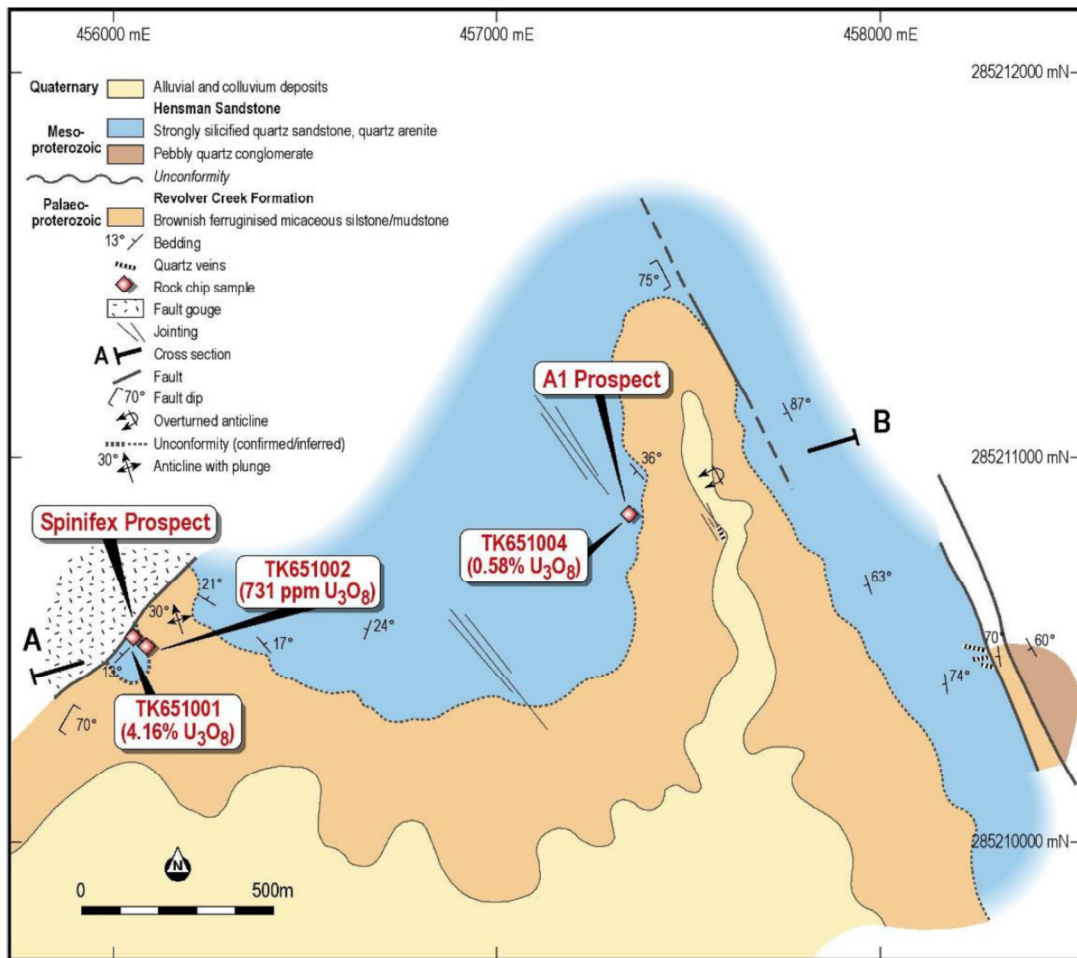 456000 mE
457000 mE
458000 mE
285212000 mN
Quaternary
Alluvial and colluvium deposits
Hensman Sandstone
Meso-
proterozoic
Strongly silicified quartz sandstone, quartz arenite
Pebbly quartz conglomerate
Unconformity
Palaeo-
proterozoic
Revolver Creek Formation
Brownish ferruginised micaceous silstone/mudstone
13° Bedding
Quartz veins
Rock chip sample
Fault gouge
Jointing
A Cross section
Fault
70° Fault dip
Overturned anticline
Unconformity (confirmed/inferred)
30° Anticline with plunge
75°
A1 Prospect
87°
B
285211000 mN
36°
Spinifex Prospect
TK651004
(0.58% U₃O₈)
TK651002
(731 ppm U₃O₈)
21°
30°
63°
24°
17°
A
13°
70°
60°
74°
TK651001
(4.16% U₃O₈)
70°
285210000 mN
N
0 500m